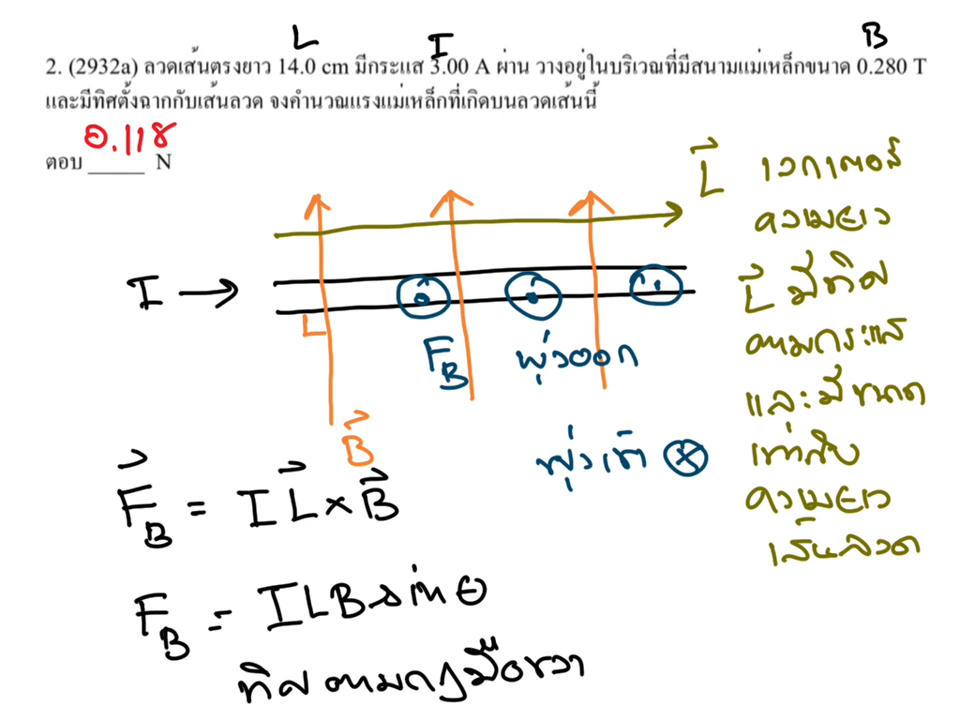 L I B
2. (2932a) ลวดเส้นตรงยาว 14.0 cm มีกระแส 3.00 A ผ่าน วางอยู่ในบริเวณที่มีสนามแม่เหล็กขนาด 0.280 T
และมีทิศตั้งฉากกับเส้นลวด จงคำนวณแรงแม่เหล็กที่เกิดบนลวดเส้นนี้
0.118
ตอบ _____ N
L⃗ เวกเตอร์
ความยาว
I →
L⃗ มีทิศ
ตามกระแส
และมีขนาด
เท่ากับ
ความยาว
เส้นลวด
F_B พุ่งออก
B⃗
พุ่งเข้า ⊗
F⃗_B = I L⃗ × B⃗
F_B = ILB sin θ
ทิศตามกฎมือขวา